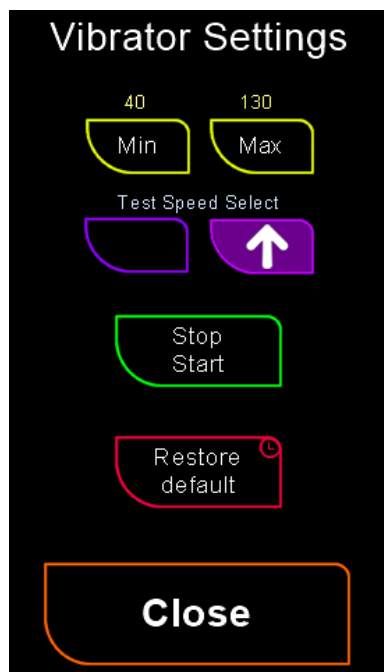 Vibrator Settings
40 130
Min Max
Test Speed Select
Stop
Start
Restore
default
Close